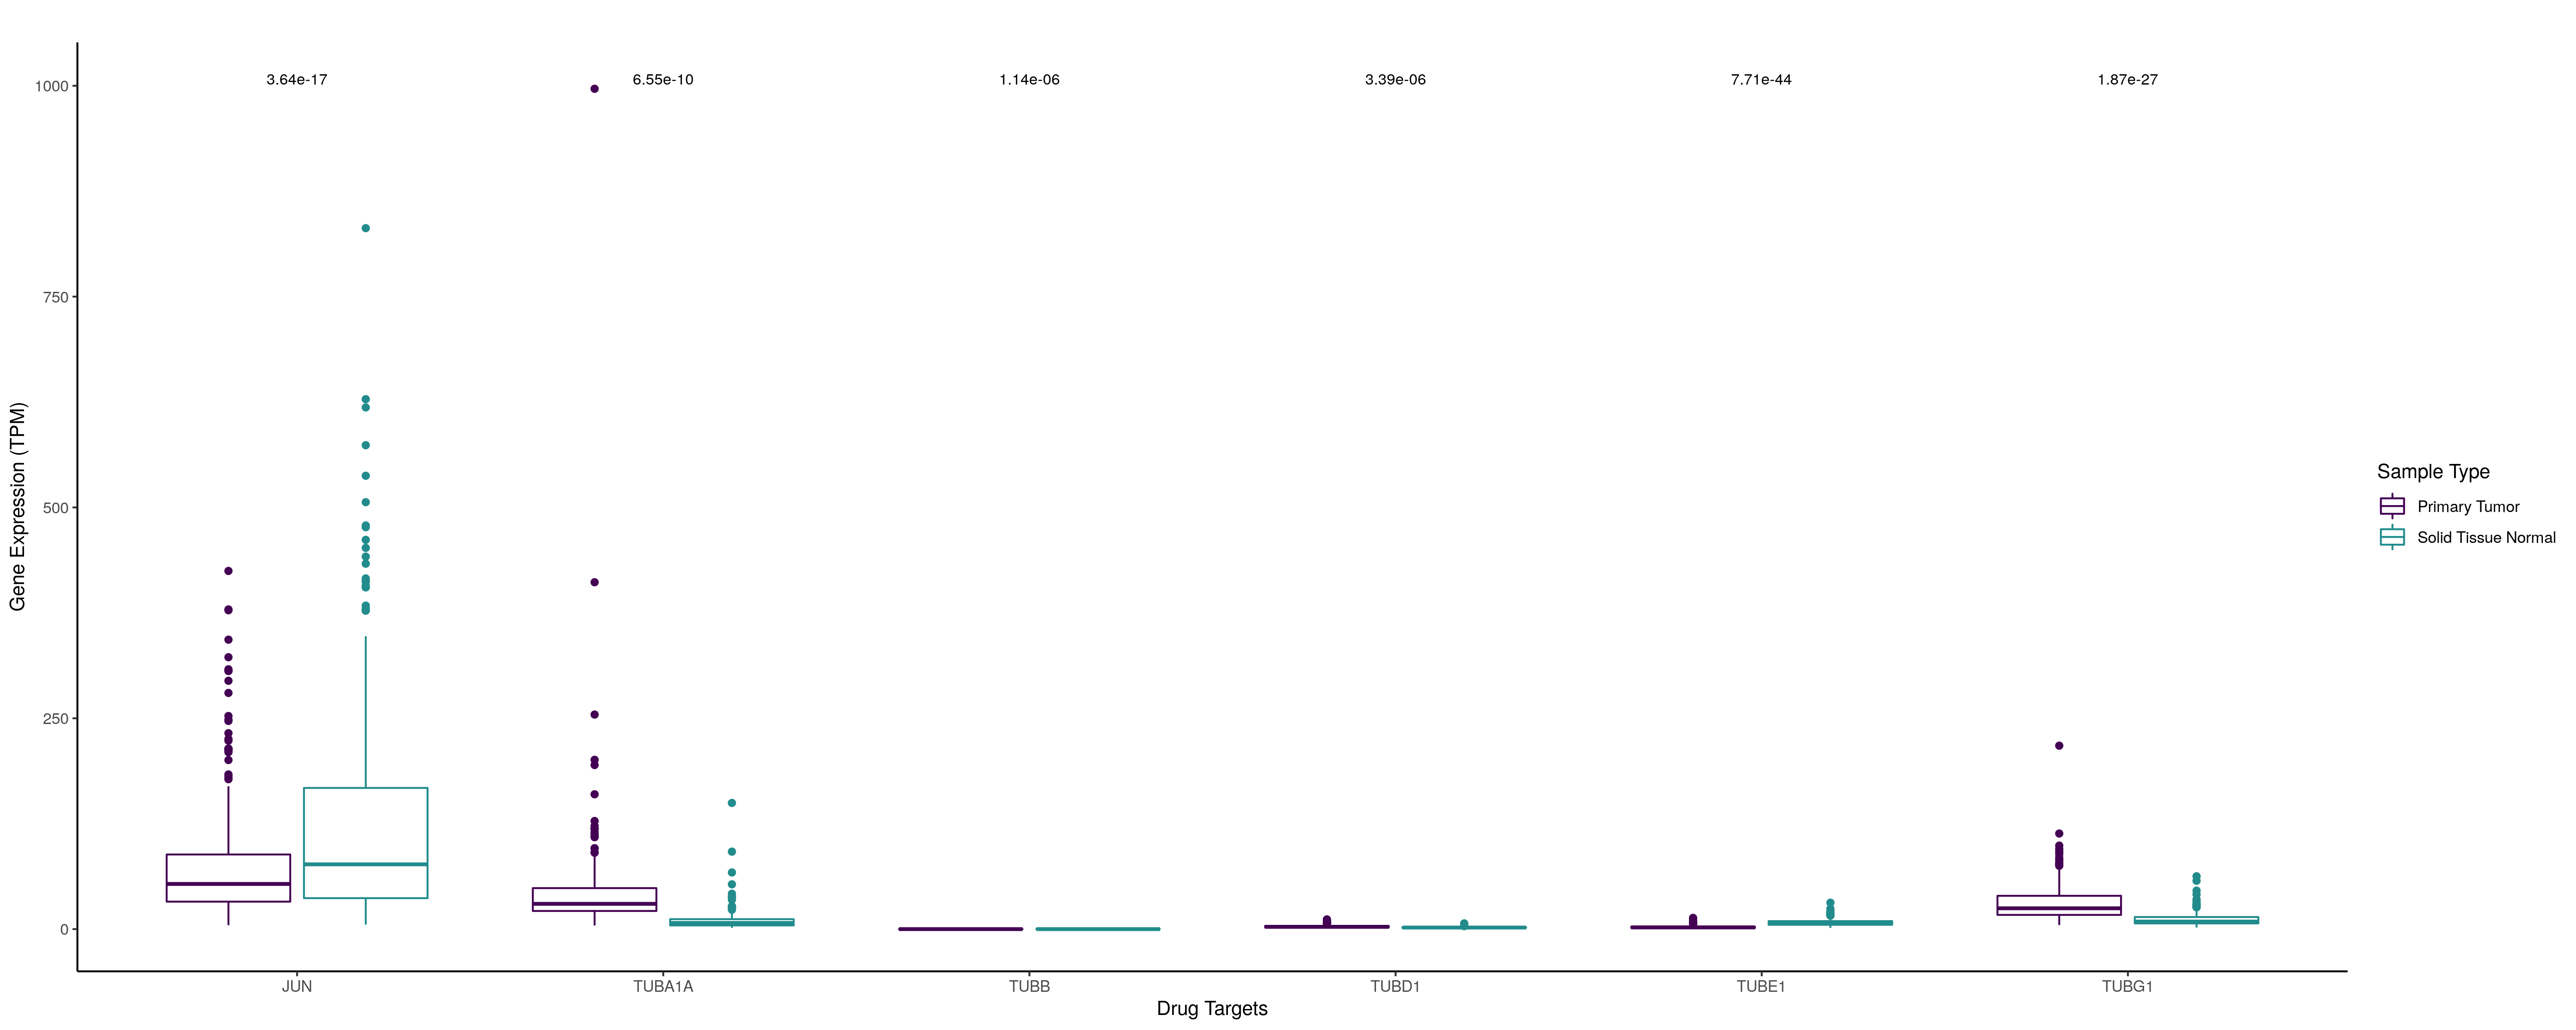 3.64e-17 6.55e-10 1.14e-06 3.39e-06 7.71e-44 1.87e-27
1000
750
500
250
0
Gene Expression (TPM)
JUN TUBA1A TUBB TUBD1 TUBE1 TUBG1
Drug Targets
Sample Type
Primary Tumor
Solid Tissue Normal